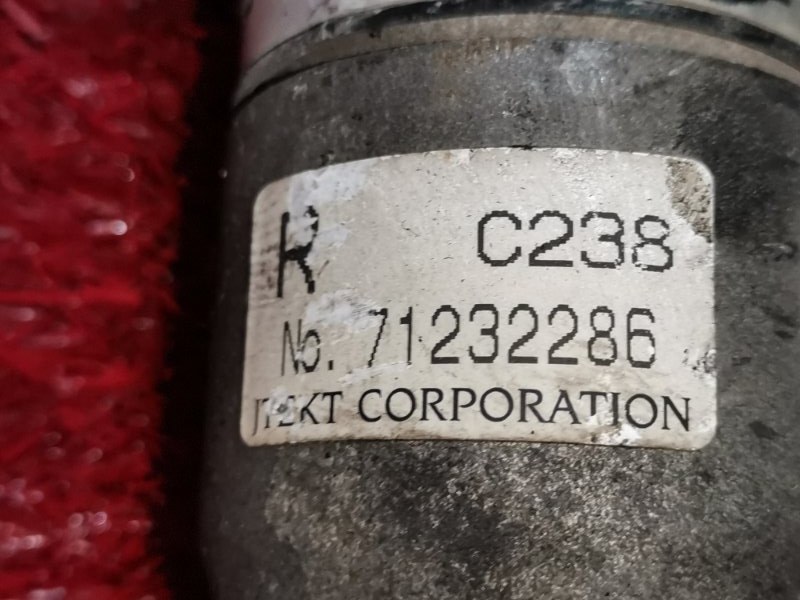 R C238
No. 71232286
JTEKT CORPORATION